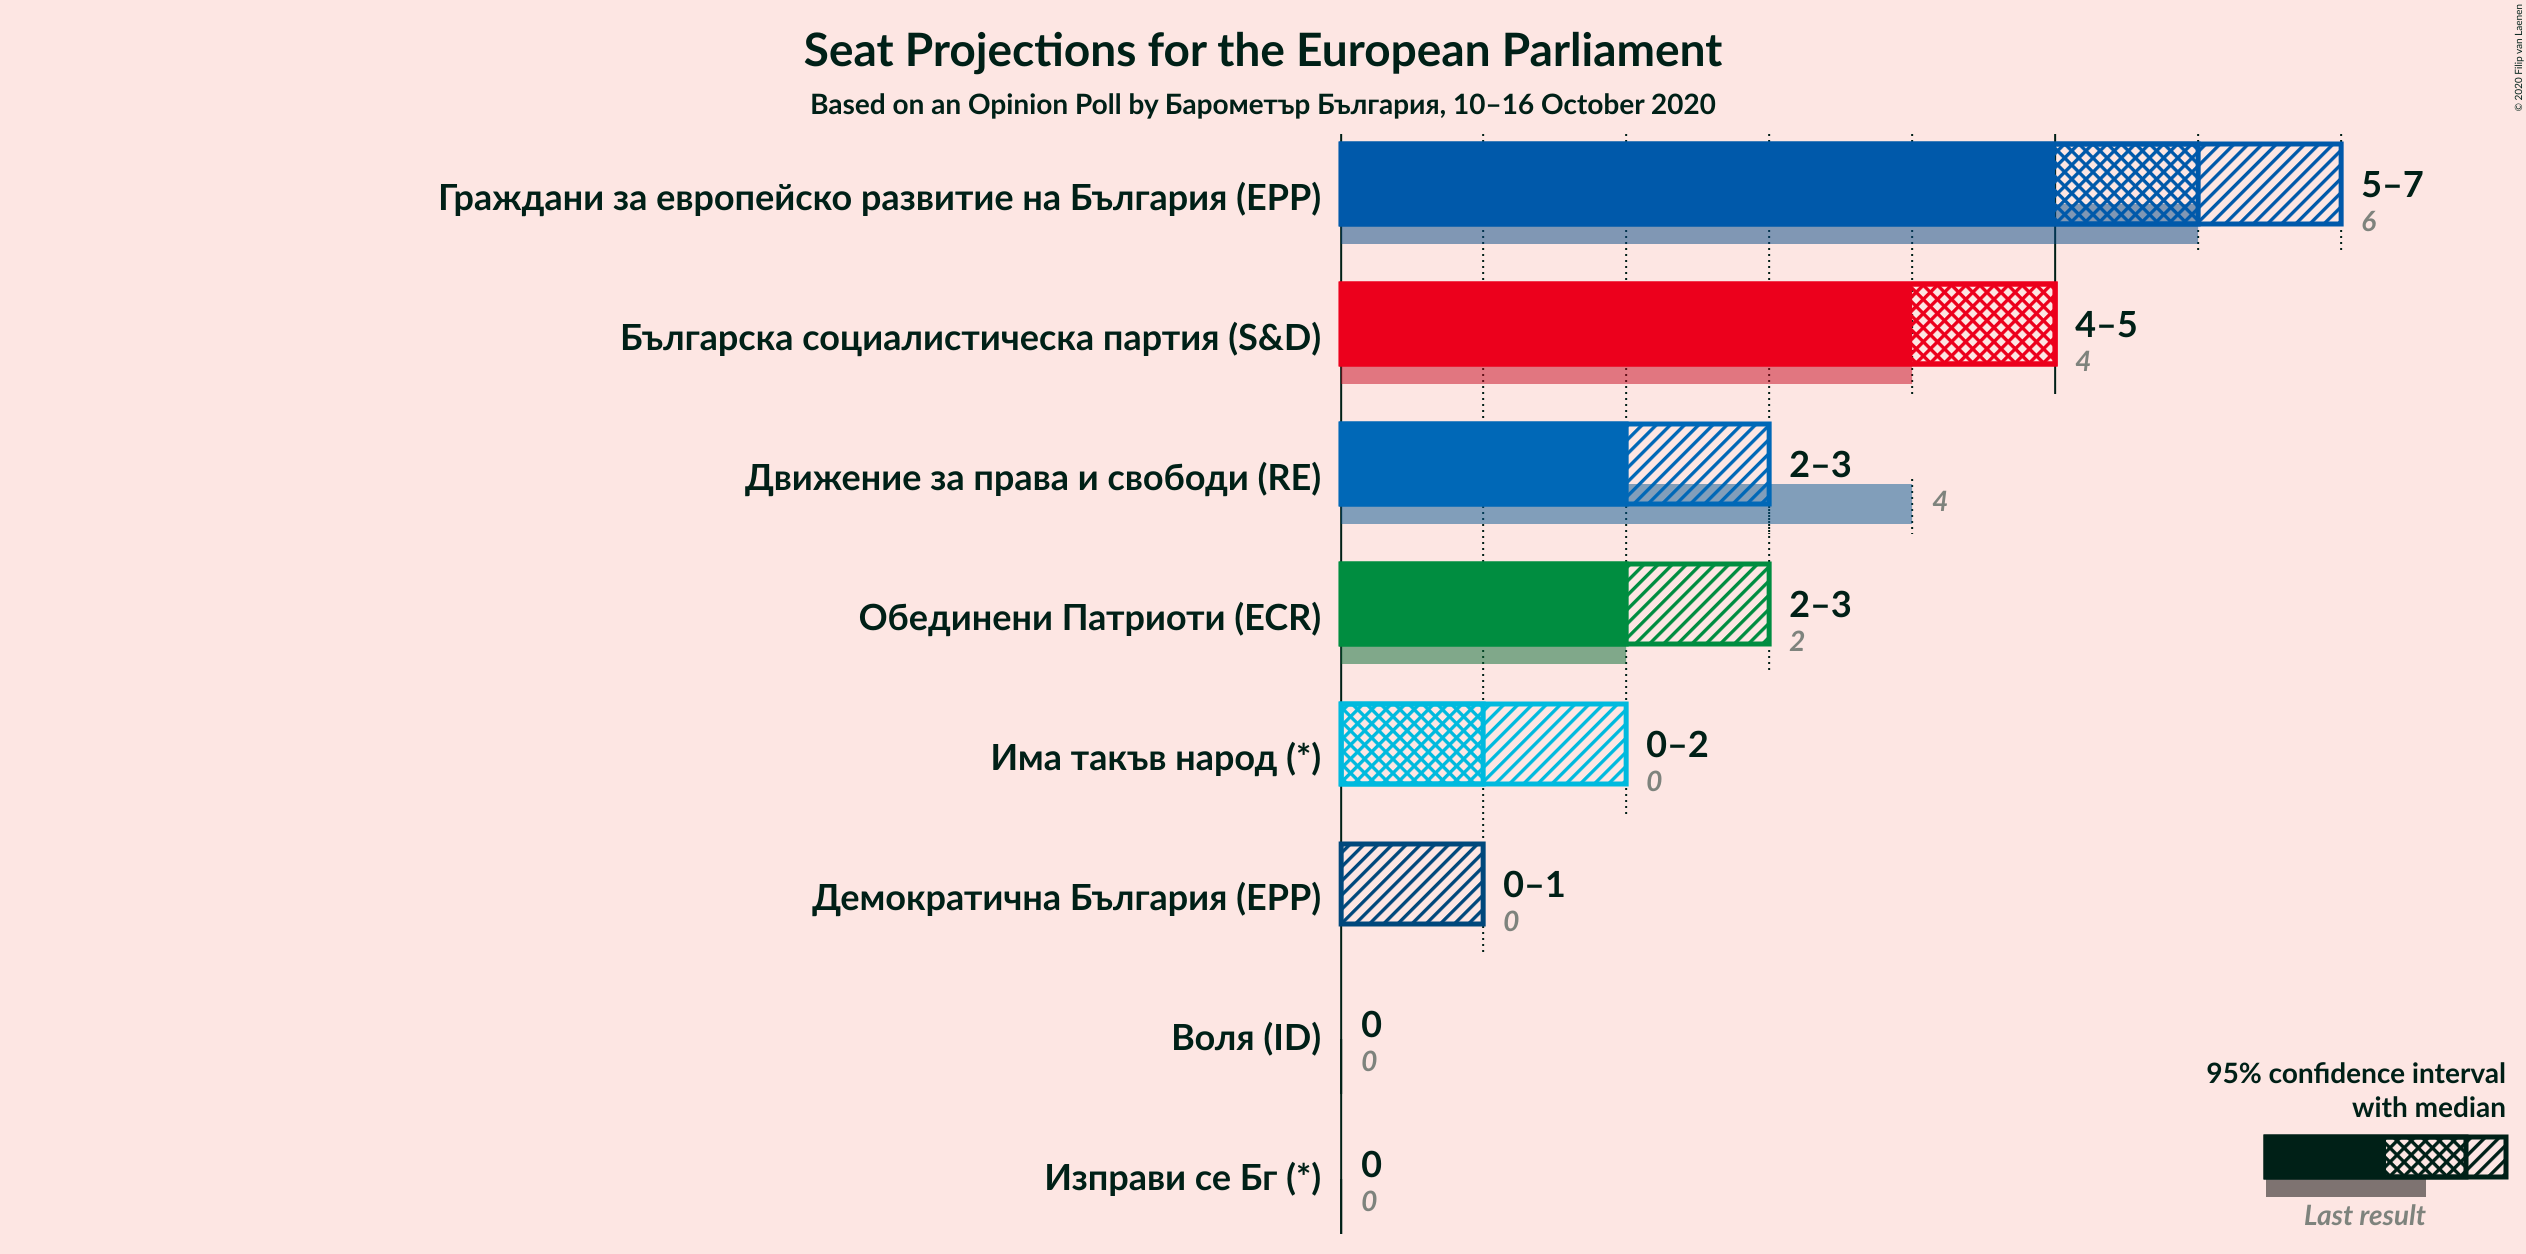 Seat Projections for the European Parliament
Based on an Opinion Poll by Барометър България, 10–16 October 2020
© 2020 Filip van Laenen
Граждани за европейско развитие на България (EPP)
5–7
6
Българска социалистическа партия (S&D)
4–5
4
Движение за права и свободи (RE)
2–3
4
Обединени Патриоти (ECR)
2–3
2
Има такъв народ (*)
0–2
0
Демократична България (EPP)
0–1
0
Воля (ID)
0
0
Изправи се Бг (*)
0
0
95% confidence interval
with median
Last result